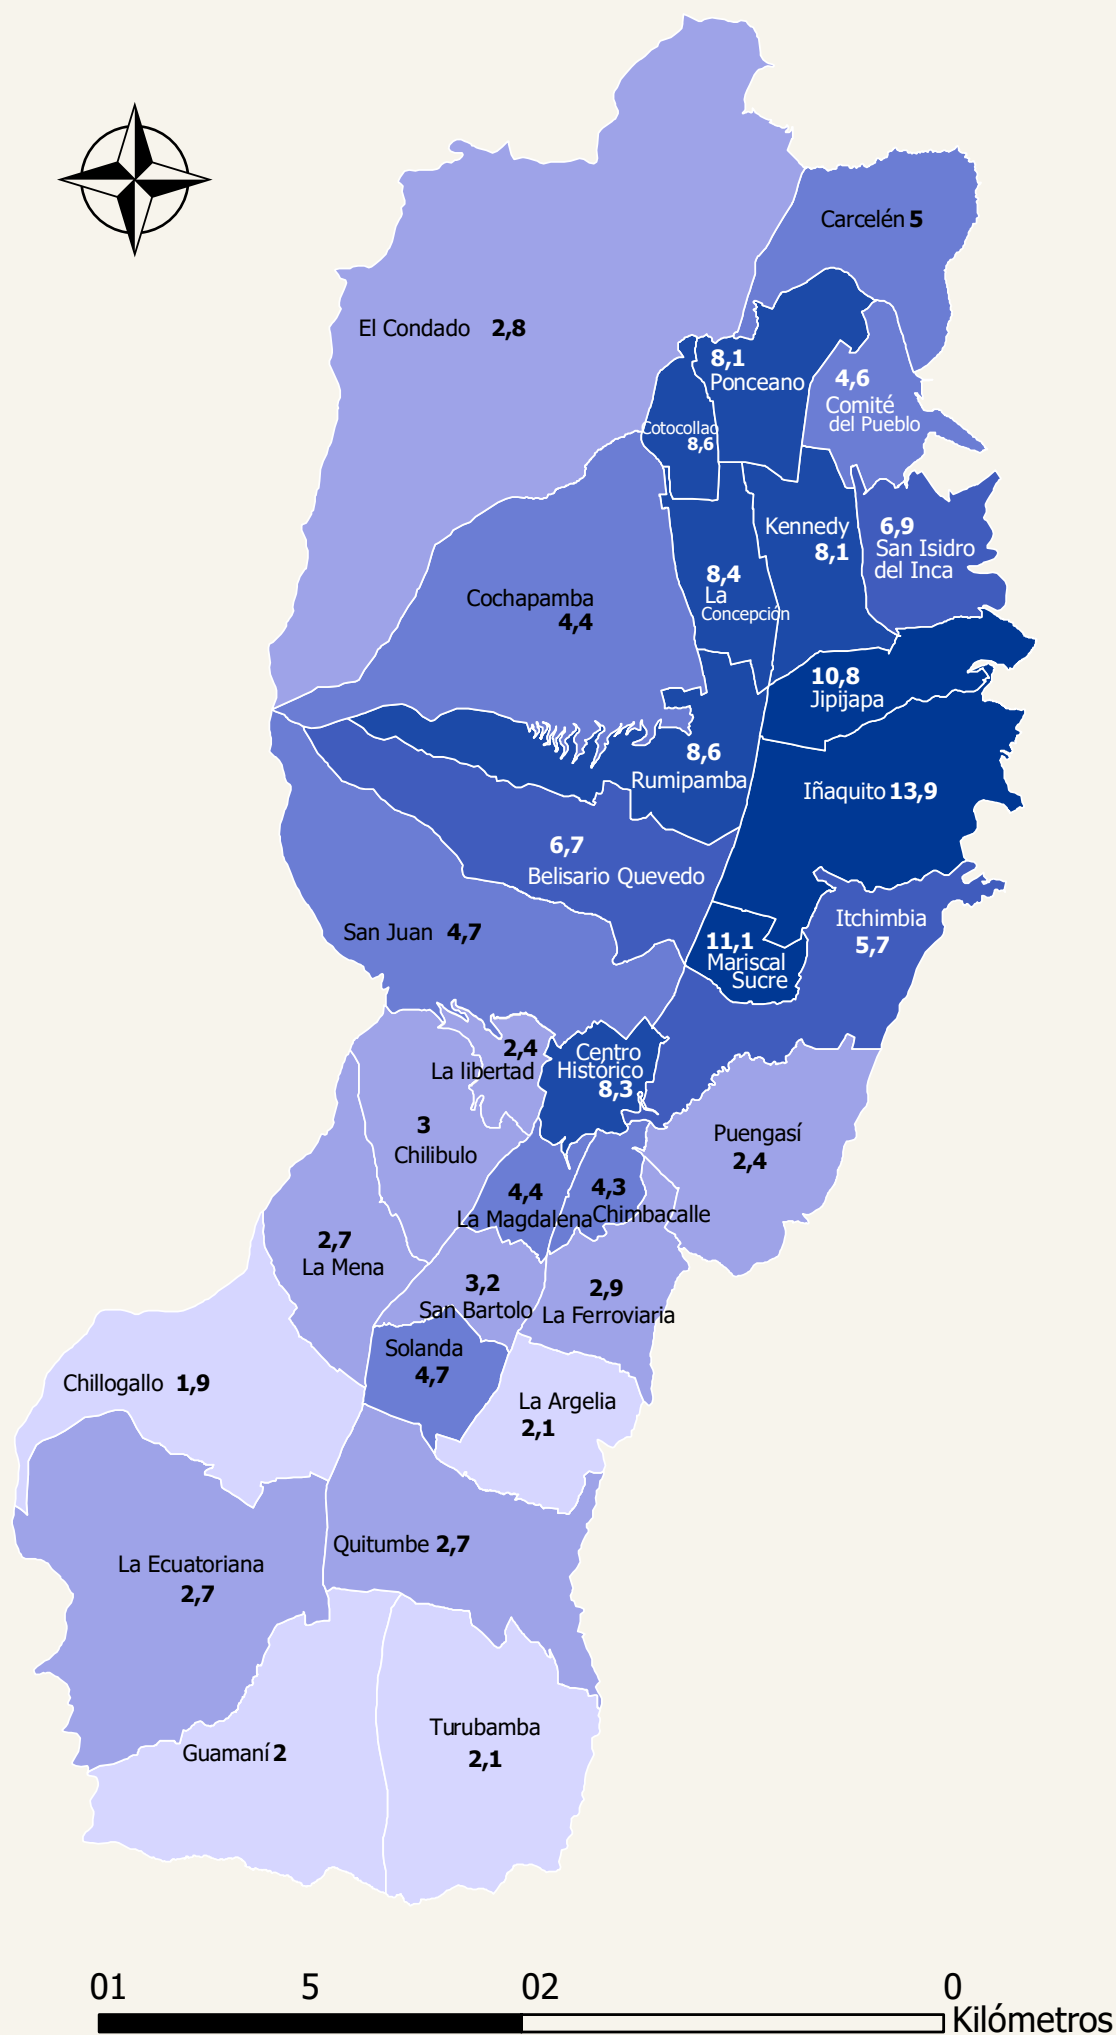 Carcelén 5
El Condado 2,8
8,1
Ponceano
4,6
Comité
del Pueblo
Cotocollao
8,6
Kennedy
8,1
6,9
San Isidro
del Inca
8,4
La
Concepción
Cochapamba
4,4
10,8
Jipijapa
8,6
Rumipamba
Iñaquito 13,9
6,7
Belisario Quevedo
San Juan 4,7
11,1
Mariscal
Sucre
Itchimbia
5,7
2,4
La libertad
Centro
Histórico
8,3
3
Chilibulo
Puengasí
2,4
4,4
La Magdalena
4,3
Chimbacalle
2,7
La Mena
3,2
San Bartolo
2,9
La Ferroviaria
Solanda
4,7
Chillogallo 1,9
La Argelia
2,1
Quitumbe 2,7
La Ecuatoriana
2,7
Guamaní 2
Turubamba
2,1
01 5 02 0
Kilómetros